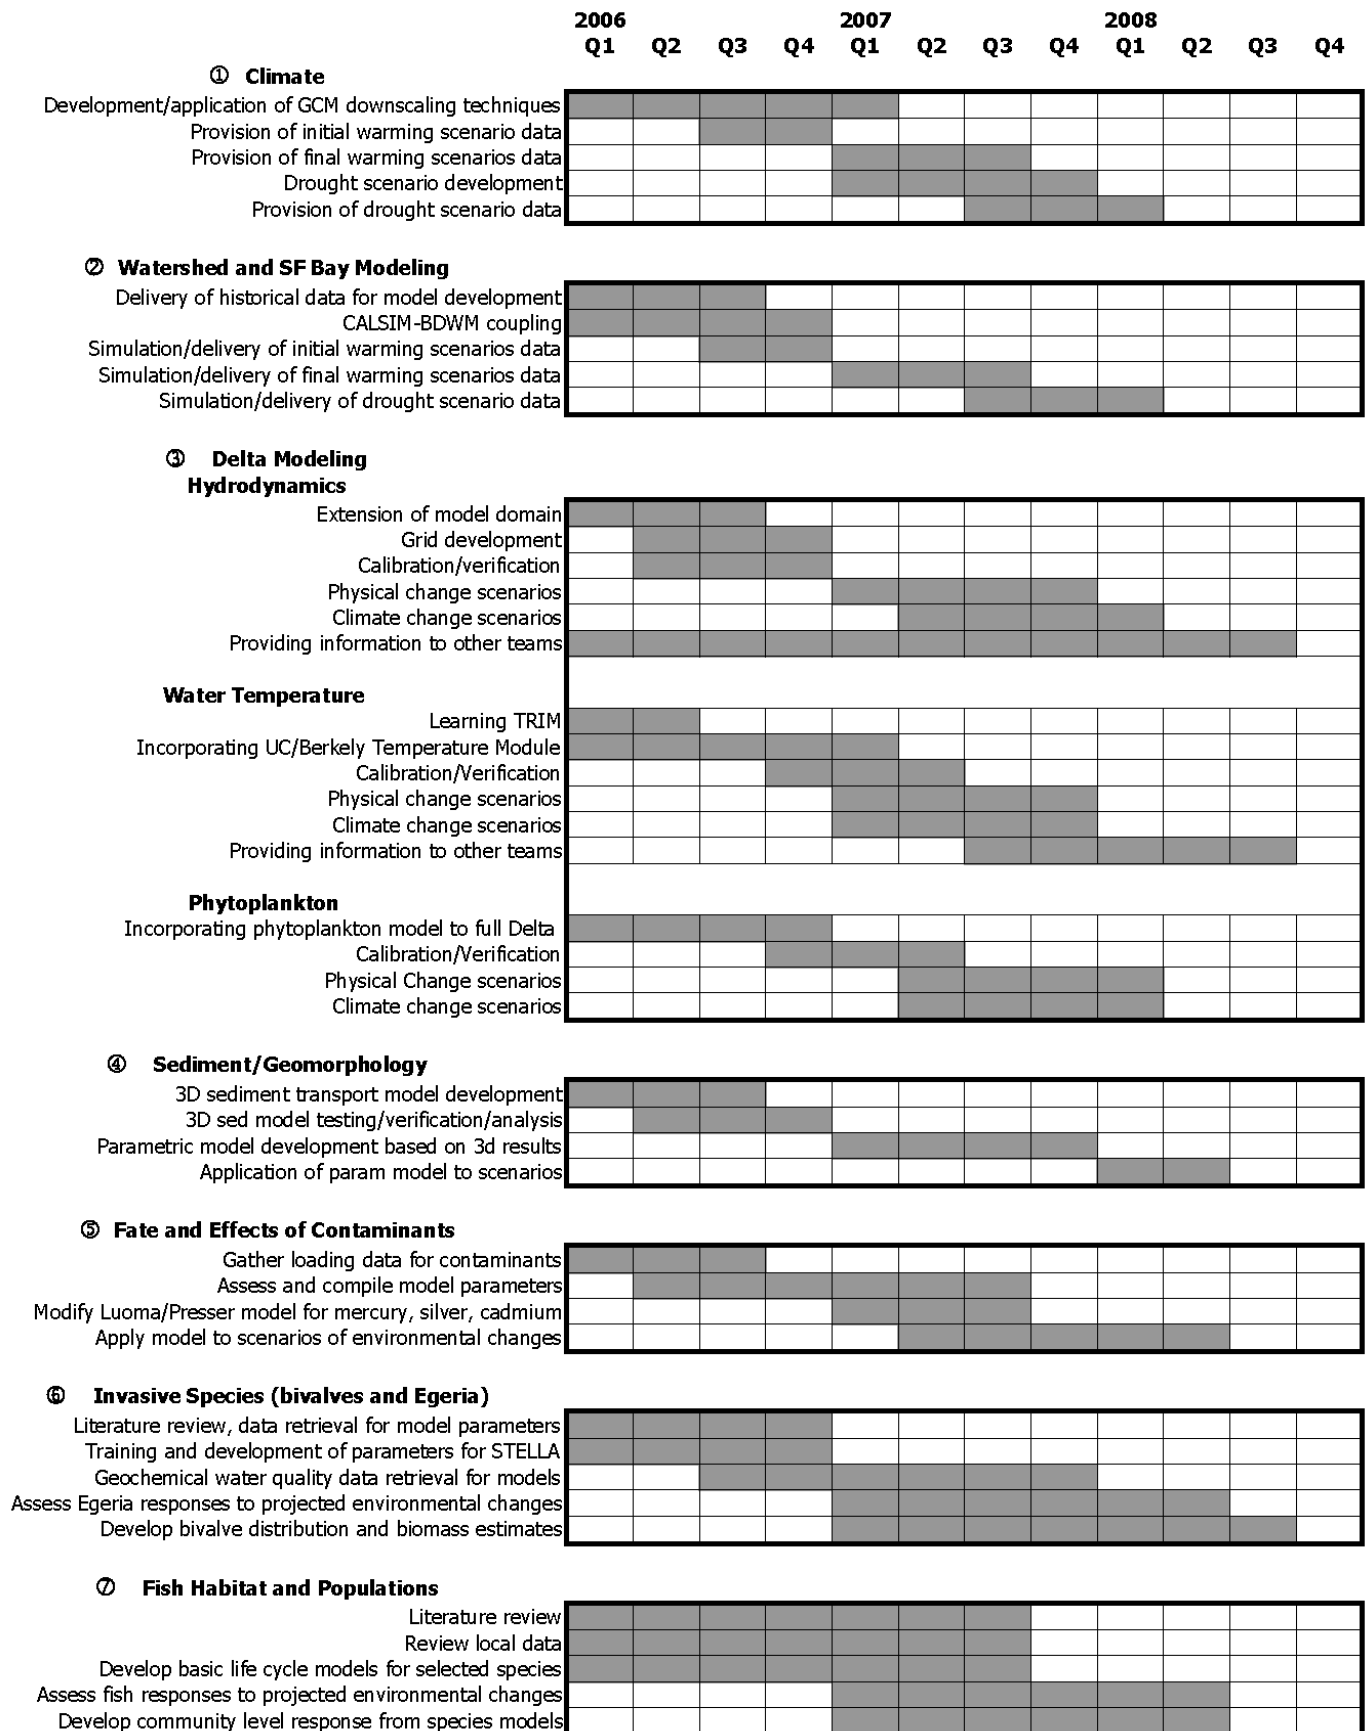 2006 2007 2008
Q1 Q2 Q3 Q4 Q1 Q2 Q3 Q4 Q1 Q2 Q3 Q4
① Climate
Development/application of GCM downscaling techniques
Provision of initial warming scenario data
Provision of final warming scenarios data
Drought scenario development
Provision of drought scenario data
② Watershed and SF Bay Modeling
Delivery of historical data for model development
CALSIM-BDWM coupling
Simulation/delivery of initial warming scenarios data
Simulation/delivery of final warming scenarios data
Simulation/delivery of drought scenario data
③ Delta Modeling
Hydrodynamics
Extension of model domain
Grid development
Calibration/verification
Physical change scenarios
Climate change scenarios
Providing information to other teams
Water Temperature
Learning TRIM
Incorporating UC/Berkely Temperature Module
Calibration/Verification
Physical change scenarios
Climate change scenarios
Providing information to other teams
Phytoplankton
Incorporating phytoplankton model to full Delta
Calibration/Verification
Physical Change scenarios
Climate change scenarios
④ Sediment/Geomorphology
3D sediment transport model development
3D sed model testing/verification/analysis
Parametric model development based on 3d results
Application of param model to scenarios
⑤ Fate and Effects of Contaminants
Gather loading data for contaminants
Assess and compile model parameters
Modify Luoma/Presser model for mercury, silver, cadmium
Apply model to scenarios of environmental changes
⑥ Invasive Species (bivalves and Egeria)
Literature review, data retrieval for model parameters
Training and development of parameters for STELLA
Geochemical water quality data retrieval for models
Assess Egeria responses to projected environmental changes
Develop bivalve distribution and biomass estimates
⑦ Fish Habitat and Populations
Literature review
Review local data
Develop basic life cycle models for selected species
Assess fish responses to projected environmental changes
Develop community level response from species models